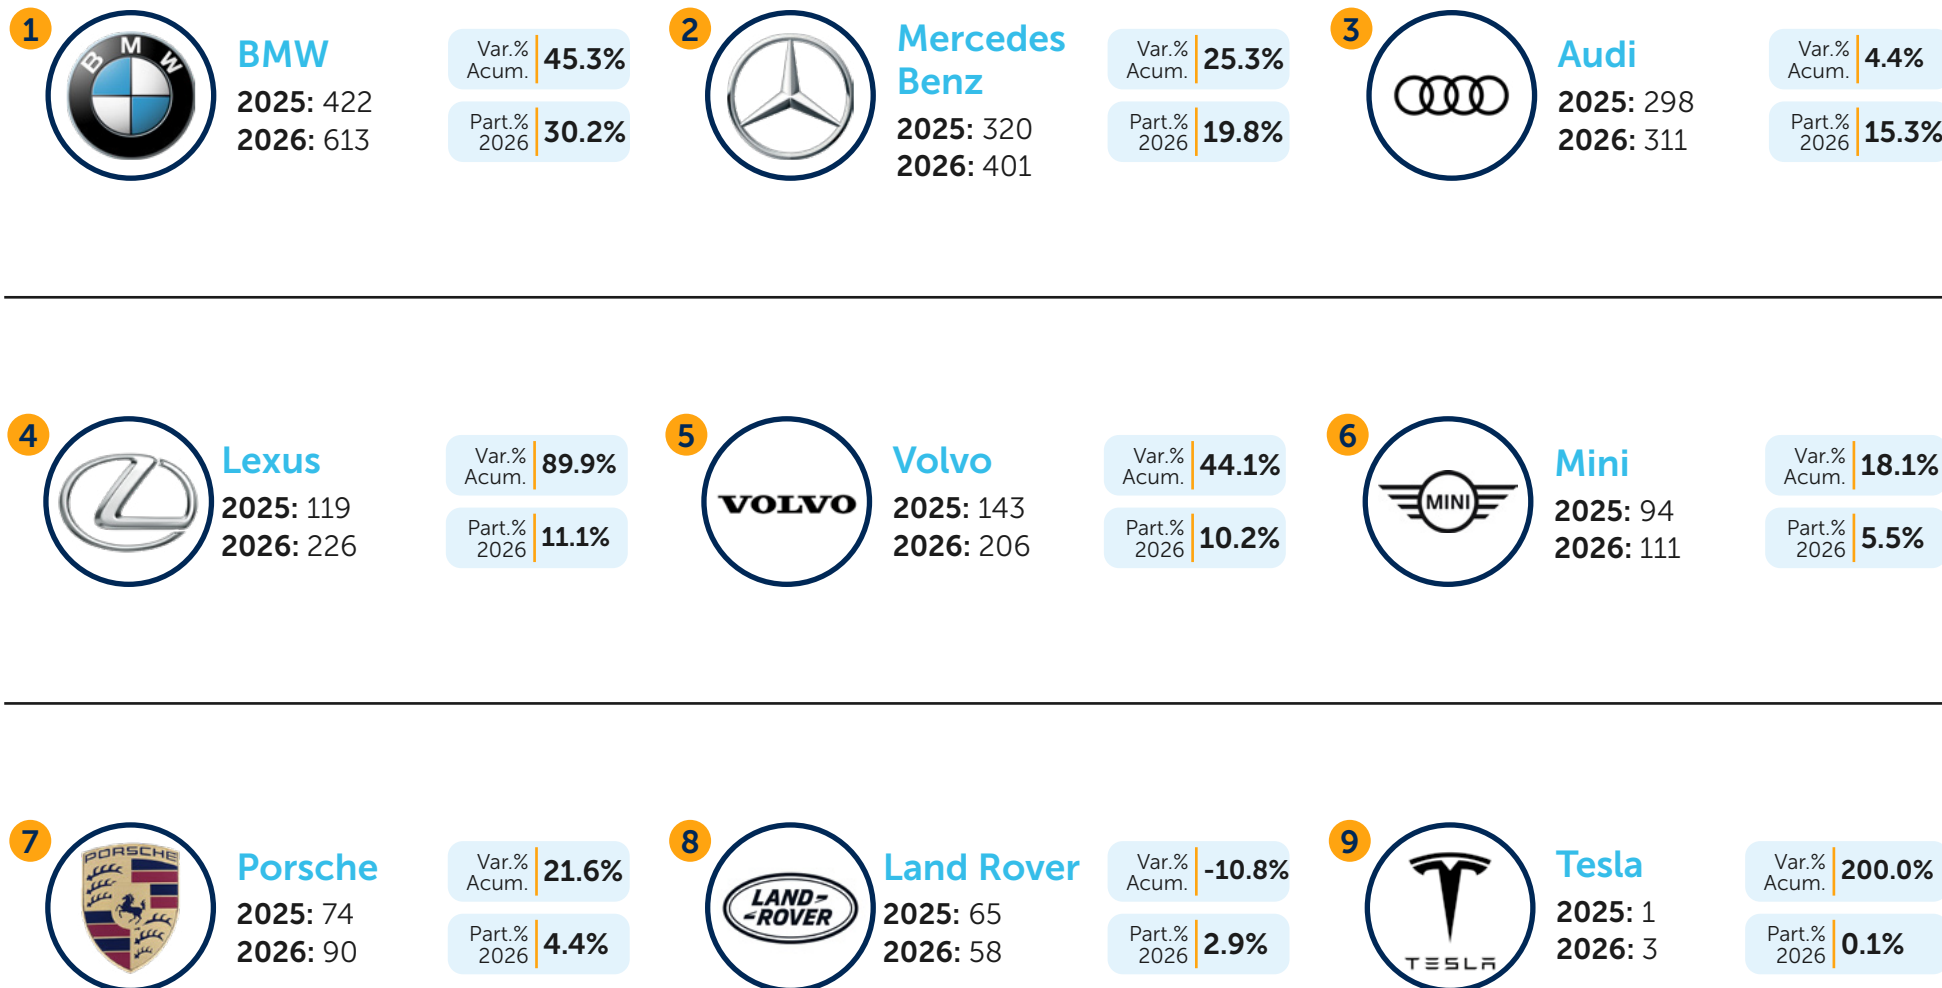 1
BMW
BMW
2025: 422
2026: 613
Var.%
Acum.
45.3%
Part.%
2026
30.2%
2
Mercedes
Benz
2025: 320
2026: 401
Var.%
Acum.
25.3%
Part.%
2026
19.8%
3
Audi
2025: 298
2026: 311
Var.%
Acum.
4.4%
Part.%
2026
15.3%
4
Lexus
2025: 119
2026: 226
Var.%
Acum.
89.9%
Part.%
2026
11.1%
5
VOLVO
Volvo
2025: 143
2026: 206
Var.%
Acum.
44.1%
Part.%
2026
10.2%
6
MINI
Mini
2025: 94
2026: 111
Var.%
Acum.
18.1%
Part.%
2026
5.5%
7
PORSCHE
Porsche
2025: 74
2026: 90
Var.%
Acum.
21.6%
Part.%
2026
4.4%
8
LAND-
-ROVER
Land Rover
2025: 65
2026: 58
Var.%
Acum.
-10.8%
Part.%
2026
2.9%
9
TESLA
Tesla
2025: 1
2026: 3
Var.%
Acum.
200.0%
Part.%
2026
0.1%